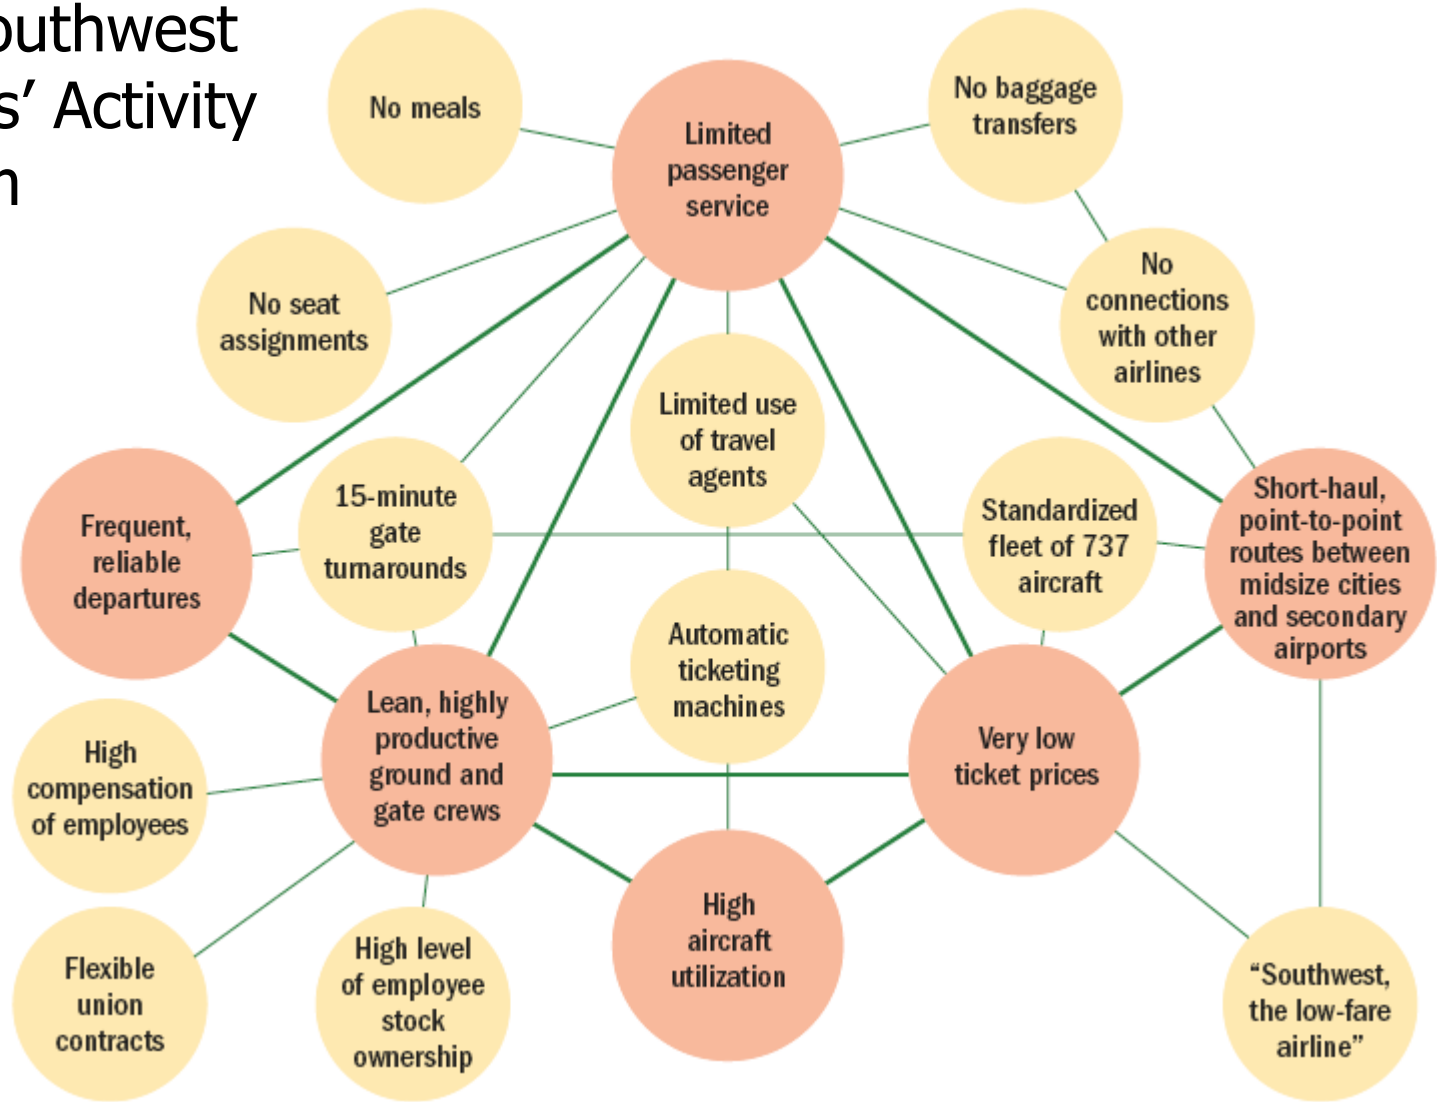 outhwest
s’ Activity
n
No meals
Limited
passenger
service
No baggage
transfers
No seat
assignments
No
connections
with other
airlines
Limited use
of travel
agents
Frequent,
reliable
departures
15-minute
gate
turnarounds
Standardized
fleet of 737
aircraft
Short-haul,
point-to-point
routes between
midsize cities
and secondary
airports
Automatic
ticketing
machines
Lean, highly
productive
ground and
gate crews
Very low
ticket prices
High
compensation
of employees
High
aircraft
utilization
Flexible
union
contracts
High level
of employee
stock
ownership
“Southwest,
the low-fare
airline”